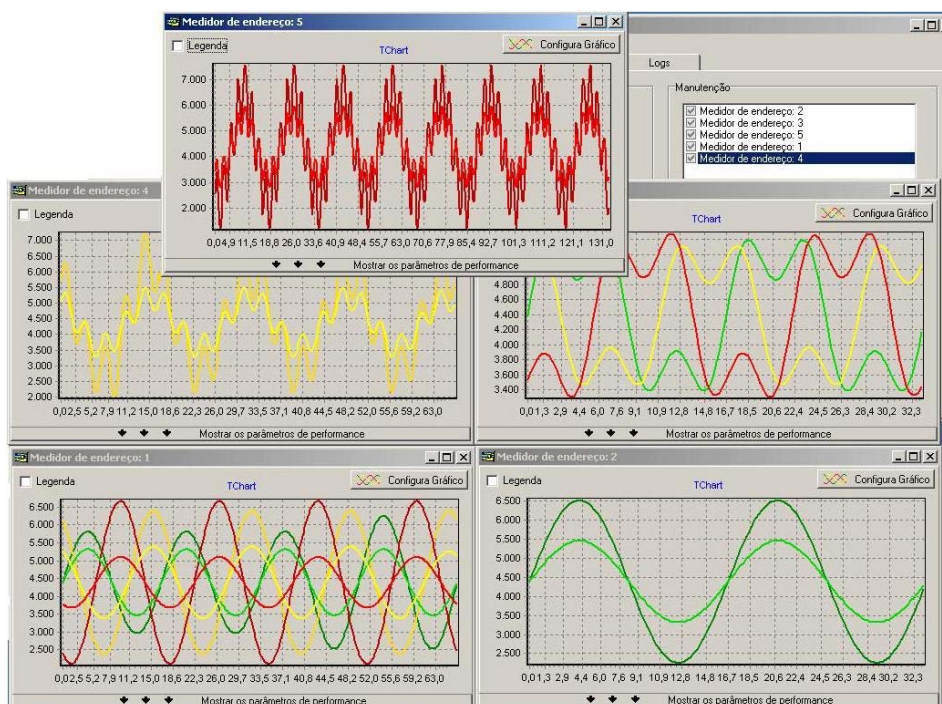 Medidor de endereço: 5
Legenda
TChart
Configura Gráfico
7.000
6.000
5.000
4.000
3.000
2.000
0,04,9 11,5 18,8 26,0 33,6 40,9 48,4 55,7 63,0 70,6 77,9 85,4 92,7 101,3 111,2 121,1 131,0
Mostrar os parâmetros de performance
Logs
Manutenção
Medidor de endereço: 2
Medidor de endereço: 3
Medidor de endereço: 5
Medidor de endereço: 1
Medidor de endereço: 4
Medidor de endereço: 4
Legenda
7.000
6.500
6.000
5.500
5.000
4.500
4.000
3.500
3.000
2.500
2.000
0,02,5 5,2 7,9 11,2 15,0 18,6 22,3 26,0 29,7 33,5 37,1 40,8 44,5 48,2 52,0 55,7 59,2 63,0
Mostrar os parâmetros de performance
TChart
Configura Gráfico
4.800
4.600
4.400
4.200
4.000
3.800
3.600
3.400
0,01,3 2,9 4,4 6,0 7,6 9,1 10,9 12,8 14,8 16,7 18,7 20,6 22,4 24,5 26,3 28,4 30,2 32,3
Mostrar os parâmetros de performance
Medidor de endereço: 1
Legenda
TChart
Configura Gráfico
6.500
6.000
5.500
5.000
4.500
4.000
3.500
3.000
2.500
0,02,5 5,2 7,9 11,2 15,0 18,6 22,3 26,0 29,7 33,5 37,1 40,8 44,5 48,2 52,0 55,7 59,2 63,0
Mostrar os parâmetros de performance
Medidor de endereço: 2
Legenda
TChart
Configura Gráfico
6.500
6.000
5.500
5.000
4.500
4.000
3.500
3.000
2.500
0,01,3 2,9 4,4 6,0 7,6 9,1 10,9 12,8 14,8 16,7 18,7 20,6 22,4 24,5 26,3 28,4 30,2 32,3
Mostrar os parâmetros de performance